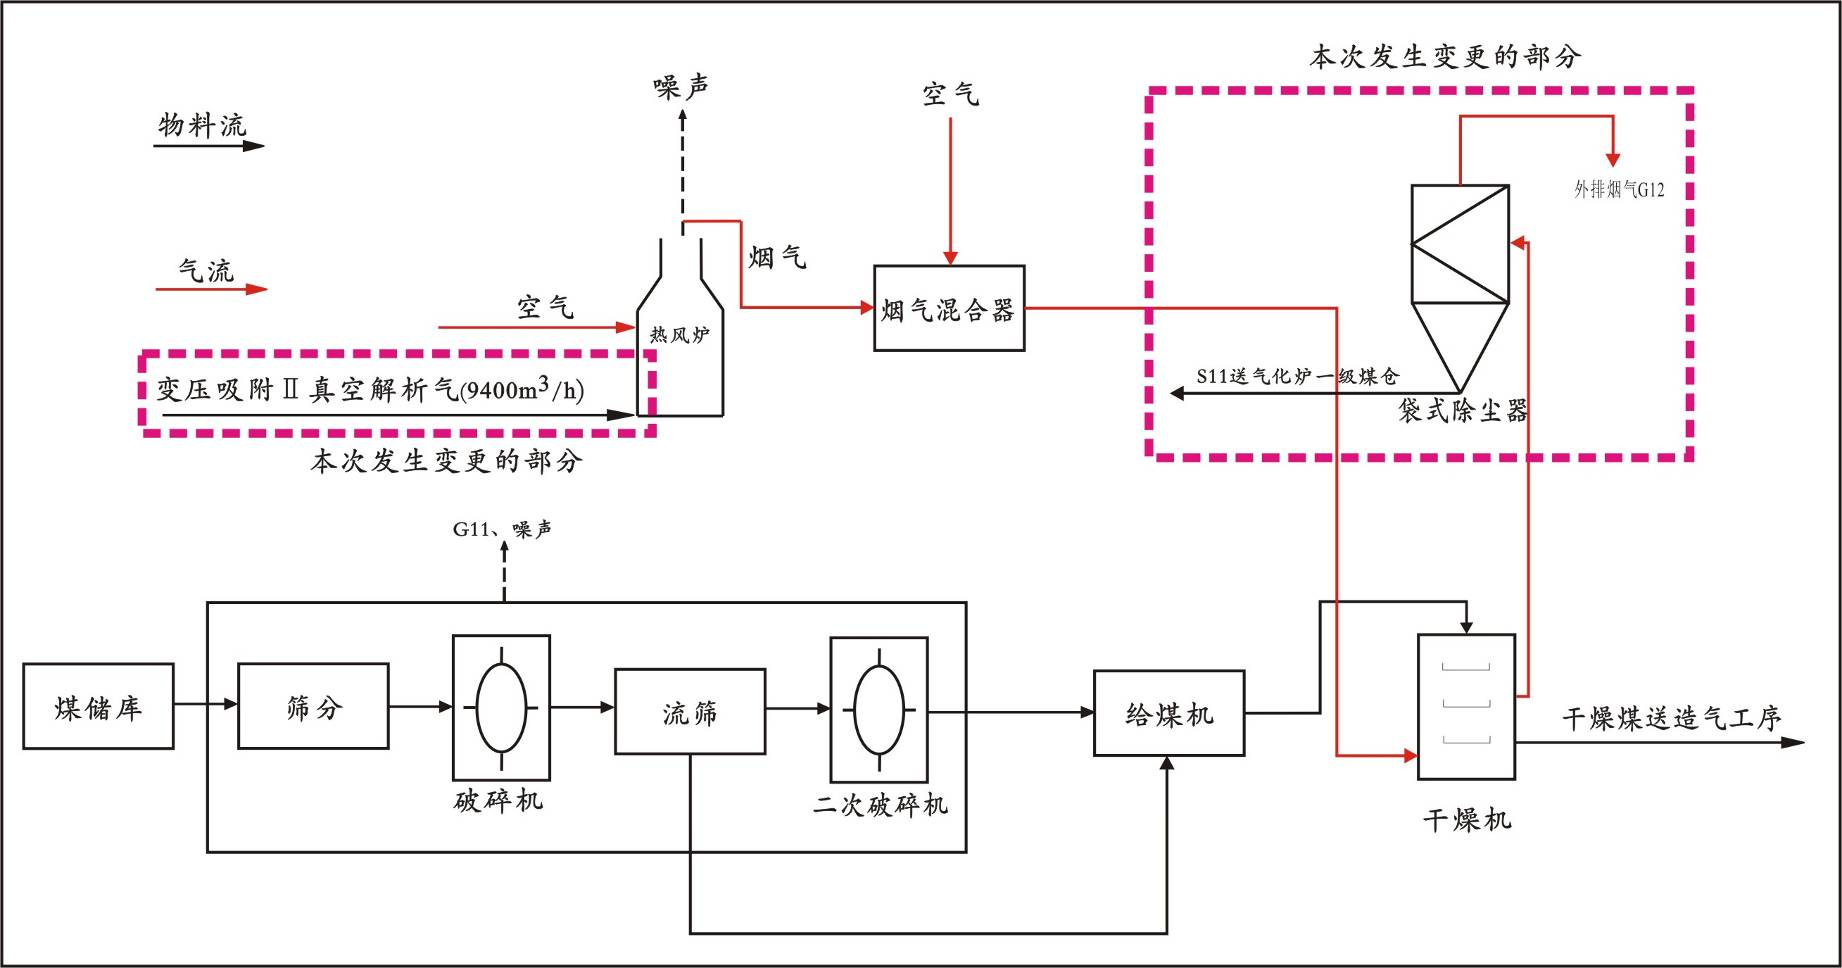 本次发生变更的部分
噪声
空气
物料流
外排烟气G12
烟气
气流
空气
烟气混合器
热风炉
变压吸附Ⅱ真空解析气(9400m³/h)
S11送气化炉一级煤仓
袋式除尘器
本次发生变更的部分
G11、噪声
煤储库
筛分
流筛
给煤机
干燥煤送造气工序
破碎机
二次破碎机
干燥机